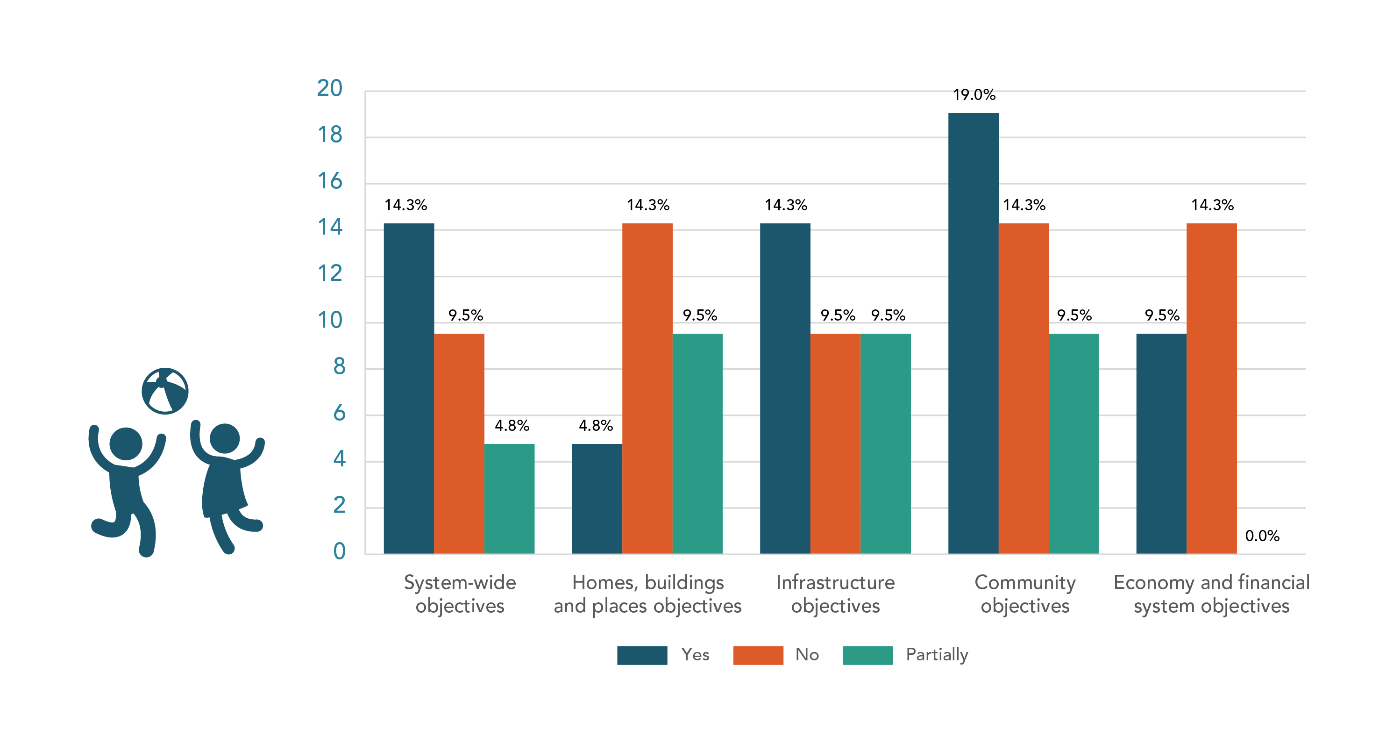 20
18
16
14
12
10
8
6
4
2
0
14.3%
9.5%
4.8%
4.8%
14.3%
9.5%
14.3%
9.5%
9.5%
19.0%
14.3%
9.5%
9.5%
14.3%
0.0%
System-wide
objectives
Homes, buildings
and places objectives
Infrastructure
objectives
Community
objectives
Economy and financial
system objectives
Yes
No
Partially